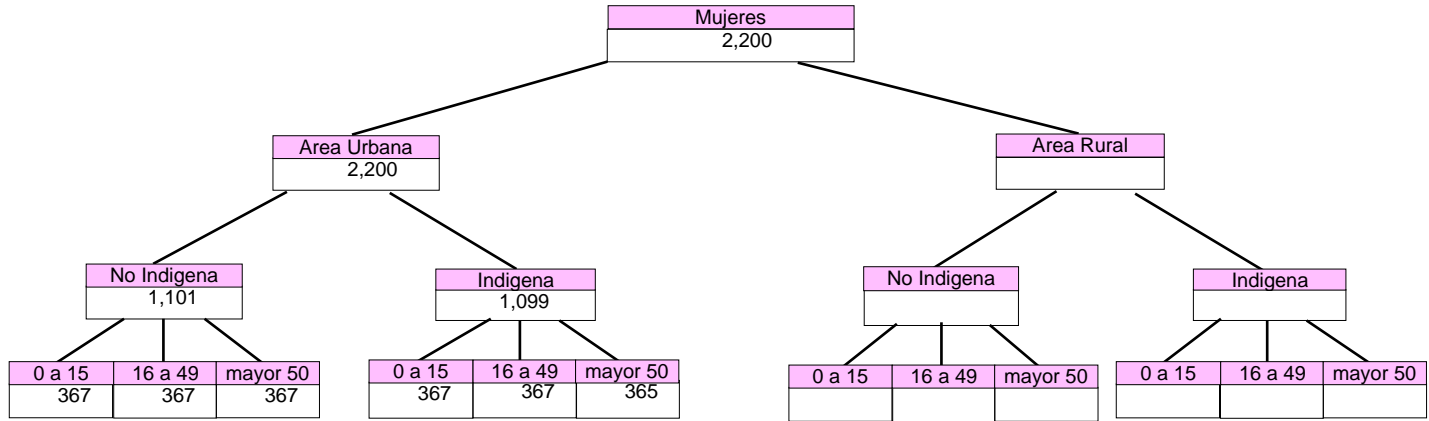 Mujeres
2,200
Area Urbana
2,200
Area Rural
No Indigena
1,101
Indigena
1,099
No Indigena
Indigena
0 a 15 16 a 49 mayor 50
367 367 367
0 a 15 16 a 49 mayor 50
367 367 365
0 a 15 16 a 49 mayor 50
0 a 15 16 a 49 mayor 50